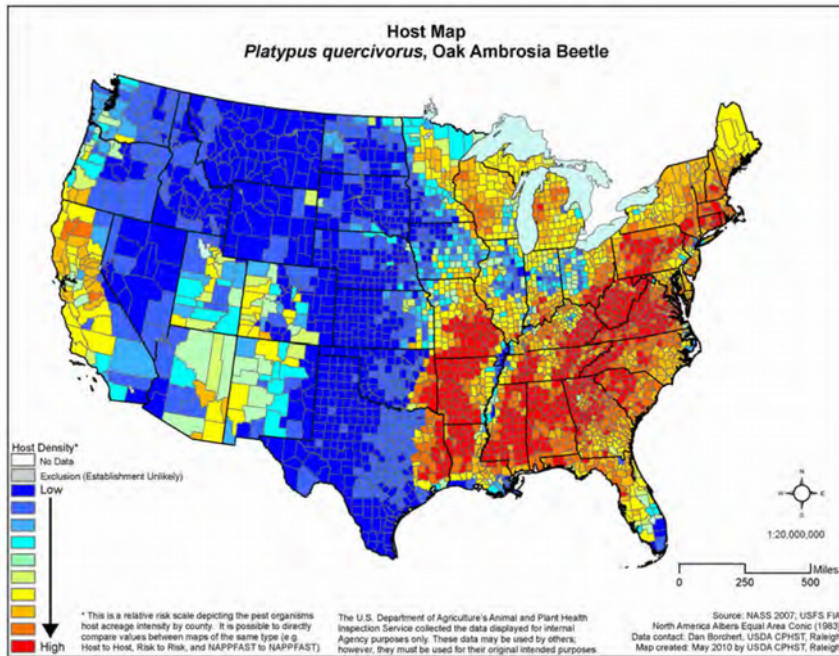 Host Map
Platypus quercivorus, Oak Ambrosia Beetle
Host Density*
No Data
Exclusion (Establishment Unlikely)
Low
High
N
W
E
S
1:20,000,000
Miles
0 250 500
* This is a relative risk scale depicting the pest organisms
host acreage intensity by county. It is possible to directly
compare values between maps of the same type (e.g.
Host to Host, Risk to Risk, and NAPPFAST to NAPPFAST).
The U.S. Department of Agriculture's Animal and Plant Health
Inspection Service collected the data displayed for internal
Agency purposes only. These data may be used by others;
however, they must be used for their original intended purposes.
Source: NASS 2007; USFS FIA
North America Albers Equal Area Conic (1983)
Data contact: Dan Borchert, USDA CPHST, Raleigh
Map created: May 2010 by USDA CPHST, Raleigh